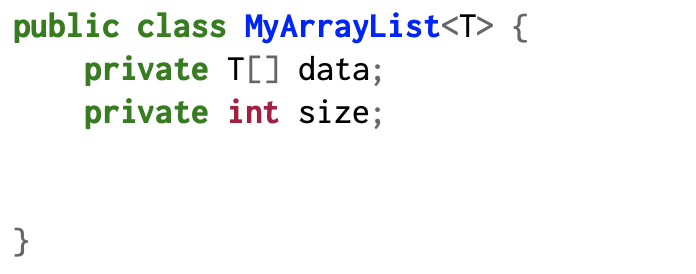 public class MyArrayList<T> {
    private T[] data;
    private int size;
}